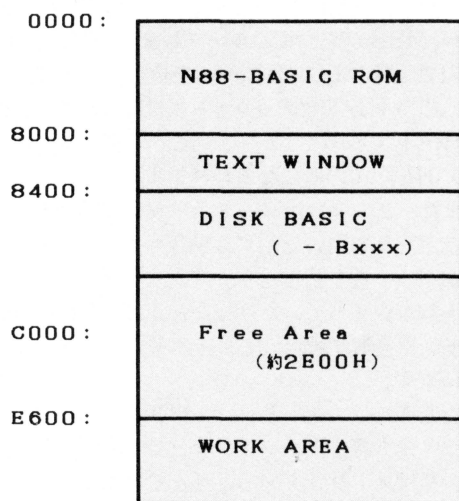 0000:
N88-BASIC ROM
8000:
TEXT WINDOW
8400:
DISK BASIC
( - Bxxx)
C000:
Free Area
(約2E00H)
E600:
WORK AREA